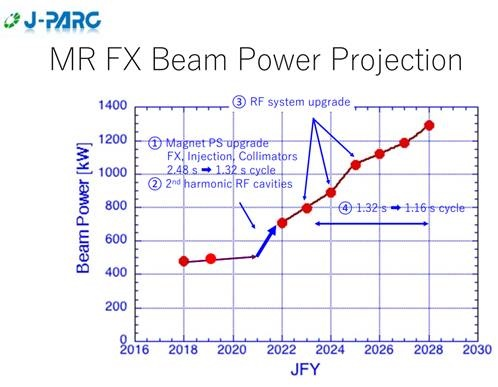 J-PARC
MR FX Beam Power Projection
③ RF system upgrade
① Magnet PS upgrade
FX, Injection, Collimators
2.48 s ➡ 1.32 s cycle
② 2nd harmonic RF cavities
④ 1.32 s ➡ 1.16 s cycle
Beam Power [kW]
1400
1200
1000
800
600
400
200
0
2016 2018 2020 2022 2024 2026 2028 2030
JFY